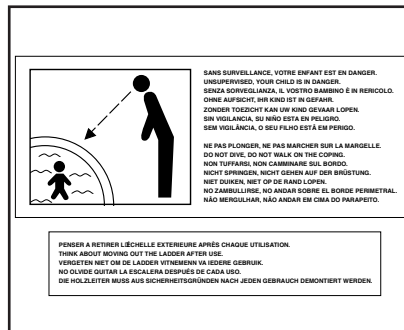 SANS SURVEILLANCE, VOTRE ENFANT EST EN DANGER.
UNSUPERVISED, YOUR CHILD IS IN DANGER.
SENZA SORVEGLIANZA, IL VOSTRO BAMBINO È IN RERICOLO.
OHNE AUFSICHT, IHR KIND IST IN GEFAHR.
ZONDER TOEZICHT KAN UW KIND GEVAAR LOPEN.
SIN VIGILANCIA, SU NIÑO ESTA EN PELIGRO.
SEM VIGILÂNCIA, O SEU FILHO ESTÁ EM PERIGO.
NE PAS PLONGER, NE PAS MARCHER SUR LA MARGELLE.
DO NOT DIVE, DO NOT WALK ON THE COPING.
NON TUFFARSI, NON CAMMINARE SUL BORDO.
NICHT SPRINGEN, NICHT GEHEN AUF DER BRÜSTUNG.
NIET DUIKEN, NIET OP DE RAND LOPEN.
NO ZAMBULLIRSE, NO ANDAR SOBRE EL BORDE PERIMETRAL.
NÃO MERGULHAR, NÃO ANDAR EM CIMA DO PARAPEITO.
PENSER A RETIRER EXTERIEURE APRÈS CHAQUE UTILISATION.
THINK ABOUT MOVING OUT THE LADDER AFTER USE.
VERGETEN NIET OM DE LADDER VITNEMENN VA IEDERE GEBRUIK.
NO OLVIDE QUITAR LA ESCALERA DESPUÉS DE CADA USO.
DIE HOLZLEITER MUSS AUS SICHERHEITSGRÜNDEN NACH JEDEN GEBRAUCH DEMONTIERT WERDEN.